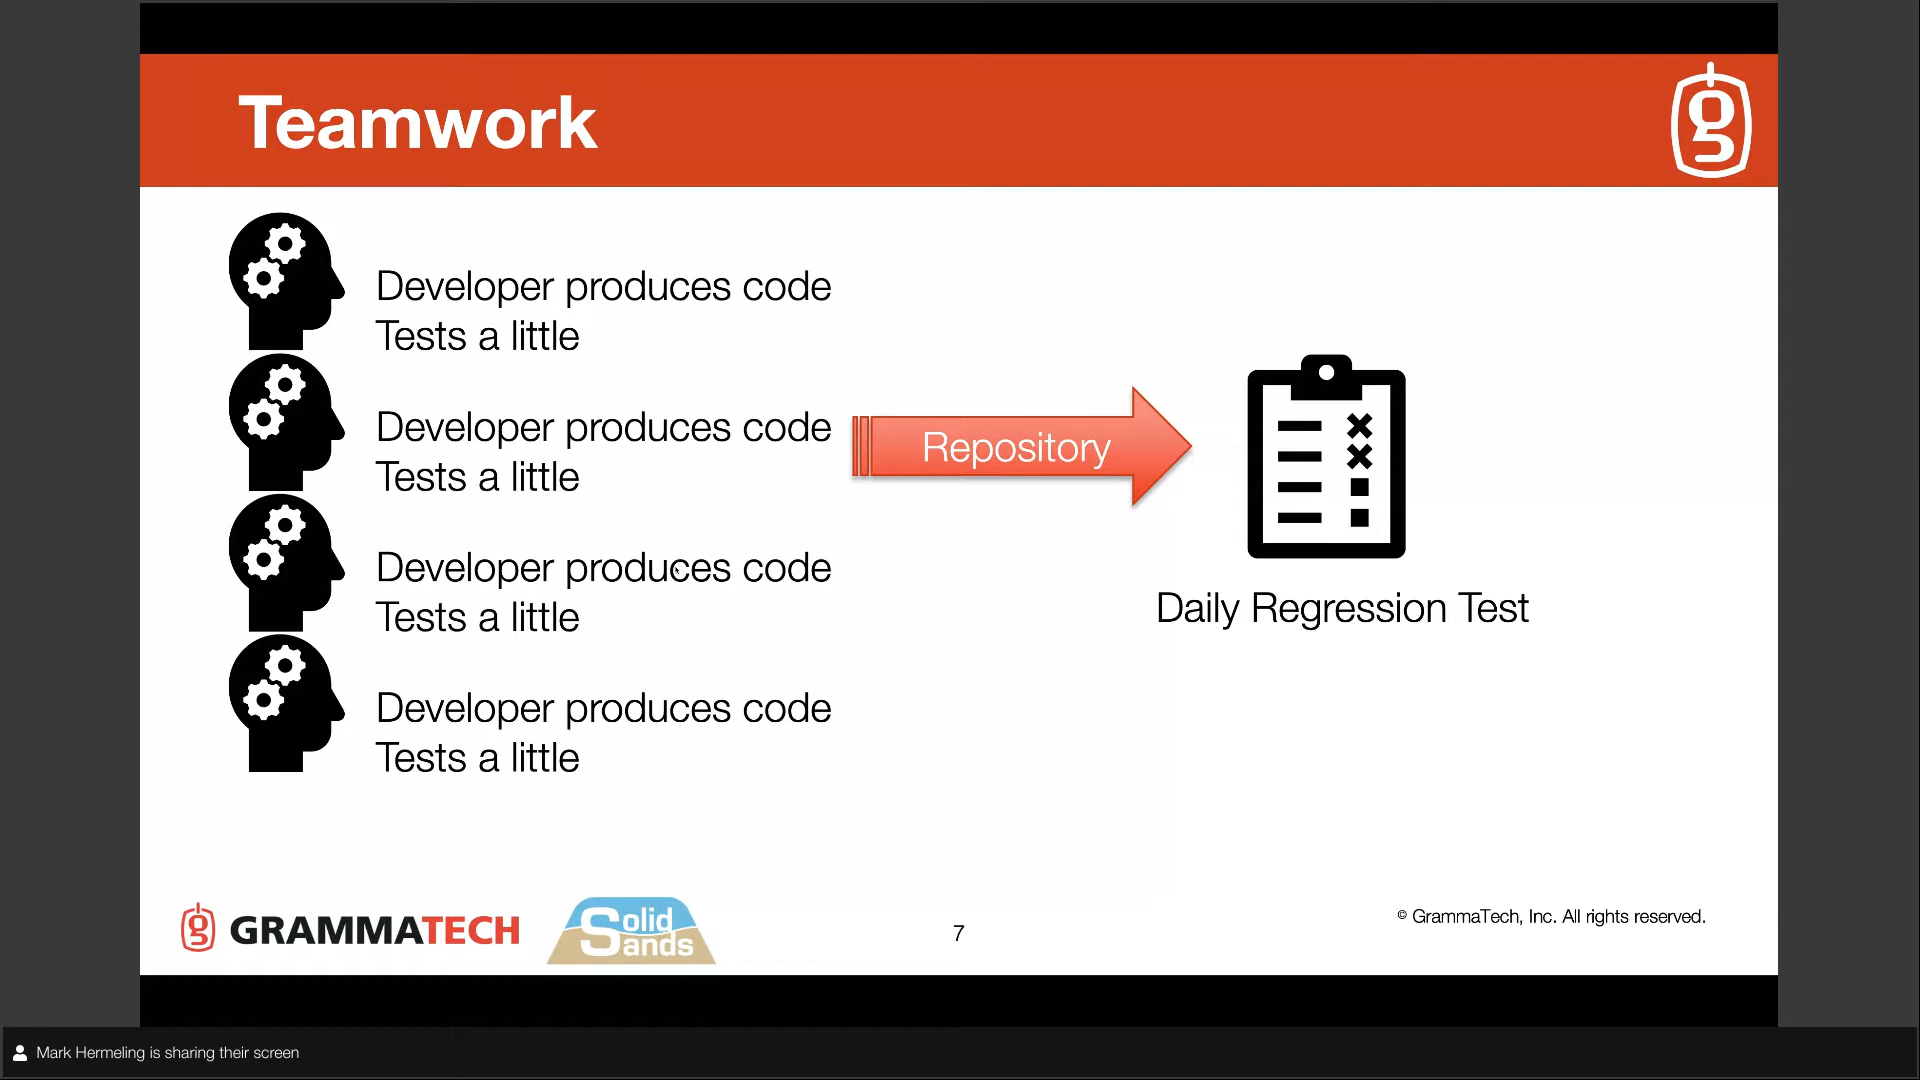 Teamwork
Developer produces code
Tests a little
Developer produces code
Tests a little
Developer produces code
Tests a little
Developer produces code
Tests a little
Repository
Daily Regression Test
GRAMMATECH
Solid
Sands
7
© GrammaTech, Inc. All rights reserved.
Mark Hermeling is sharing their screen